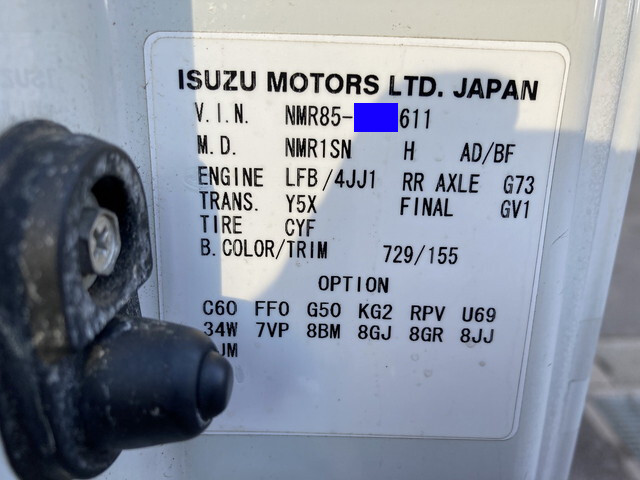 ISUZU MOTORS LTD. JAPAN
V.I.N. NMR85- 611
M.D. NMR1SN H AD/BF
ENGINE LFB/4JJ1 RR AXLE G73
TRANS. Y5X FINAL GV1
TIRE CYF
B.COLOR/TRIM 729/155
OPTION
C60 FF0 G50 KG2 RPV U69
34W 7VP 8BM 8GJ 8GR 8JJ
JM